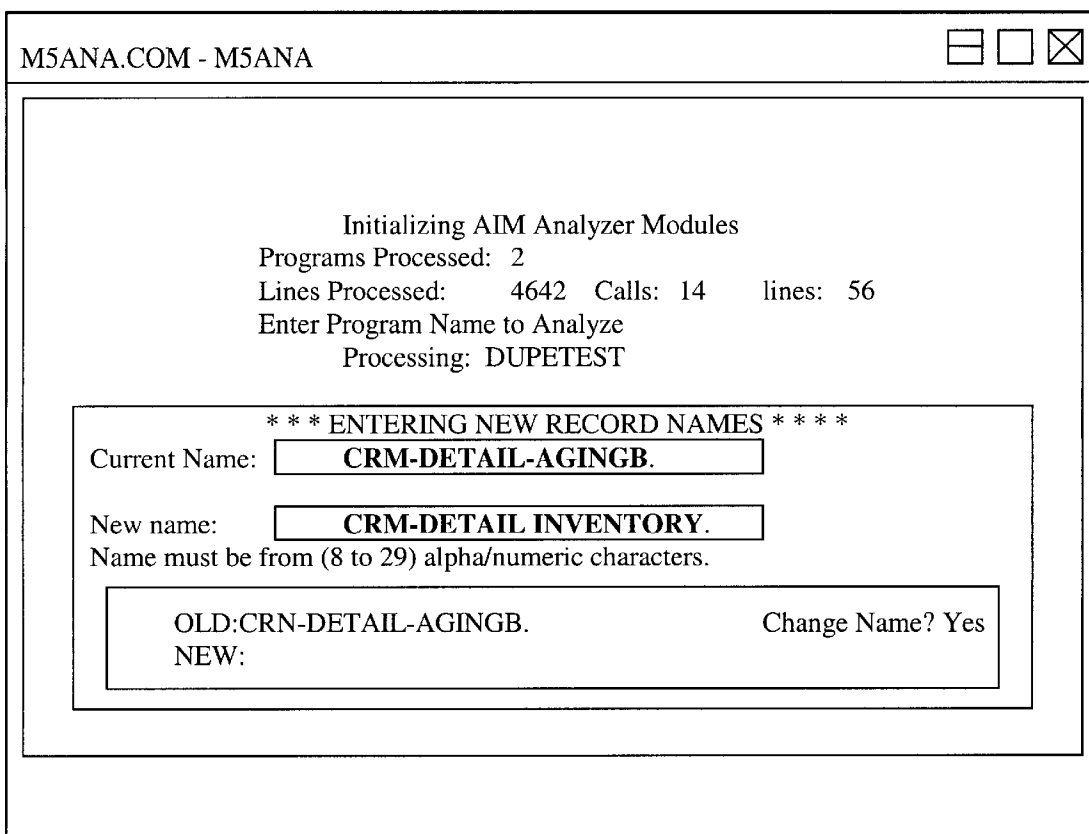 M5ANA.COM - M5ANA
Initializing AIM Analyzer Modules
Programs Processed: 2
Lines Processed: 4642 Calls: 14 lines: 56
Enter Program Name to Analyze
Processing: DUPETEST
* * * ENTERING NEW RECORD NAMES * * * *
Current Name: CRM-DETAIL-AGINGB.
New name: CRM-DETAIL INVENTORY.
Name must be from (8 to 29) alpha/numeric characters.
OLD:CRN-DETAIL-AGINGB. Change Name? Yes
NEW: